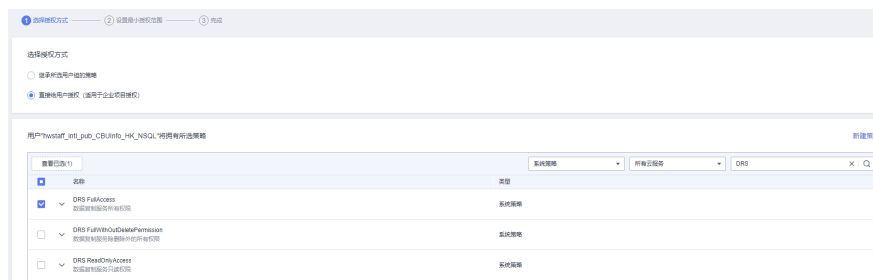 1 选择授权方式 2 设置最小授权范围 3 完成
选择授权方式
继承所选用户组的策略
直接给用户授权（适用于企业项目授权）
用户"hwstaff_intl_pub_CBUInfo_HK_NSQL"将拥有所选策略 新建策
查看已选(1) 系统策略 所有云服务 DRS
名称 类型
DRS FullAccess
数据复制服务所有权限 系统策略
DRS FullWithOutDeletePermission
数据复制服务除删除外的所有权限 系统策略
DRS ReadOnlyAccess
数据复制服务只读权限 系统策略